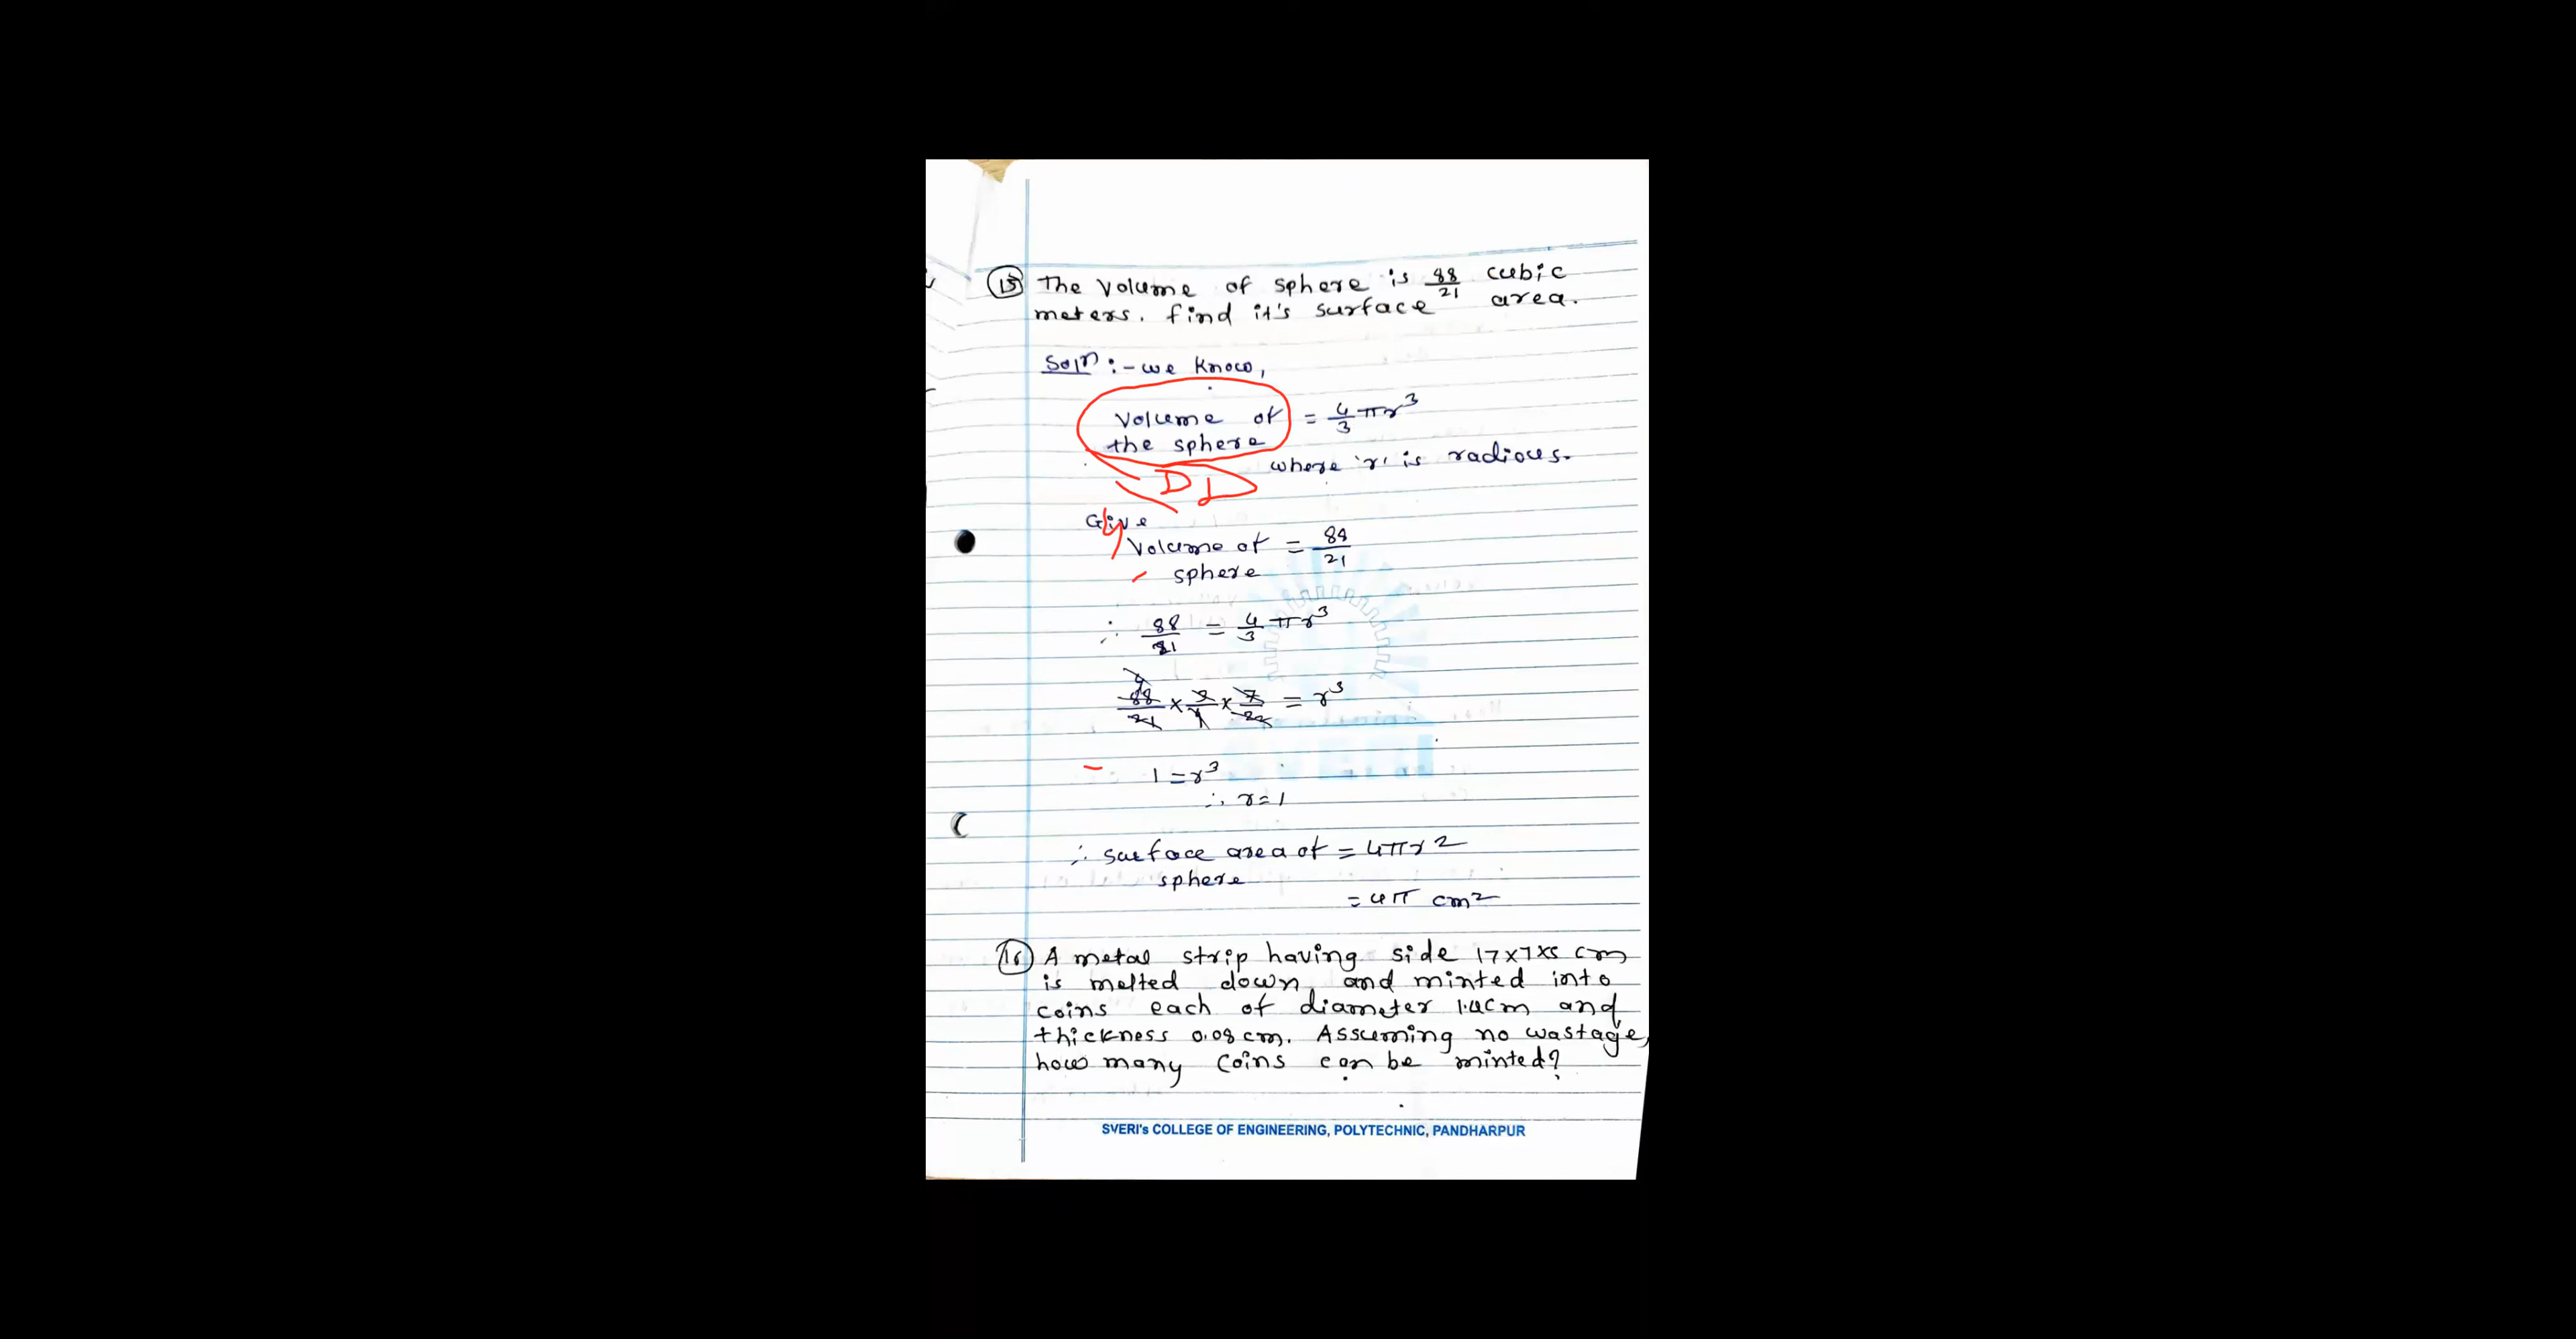 15 The volume of sphere is 88/21 cubic
meters. find it's surface area.
Soln :- we know,
volume of the sphere = 4/3 πr³
where 'r' is radious.
DD
Give
volume of sphere = 88/21
∴ 88/21 = 4/3 πr³
88/21 × 3/4 × 7/22 = r³
1 = r³
∴ r = 1
∴ surface area of sphere = 4πr2
= 4π cm2
16 A metal strip having side 17x7x5 cm
is melted down and minted into
coins each of diameter 1.4cm and
thickness 0.08 cm. Assuming no wastage,
how many coins can be minted?
SVERI's COLLEGE OF ENGINEERING, POLYTECHNIC, PANDHARPUR